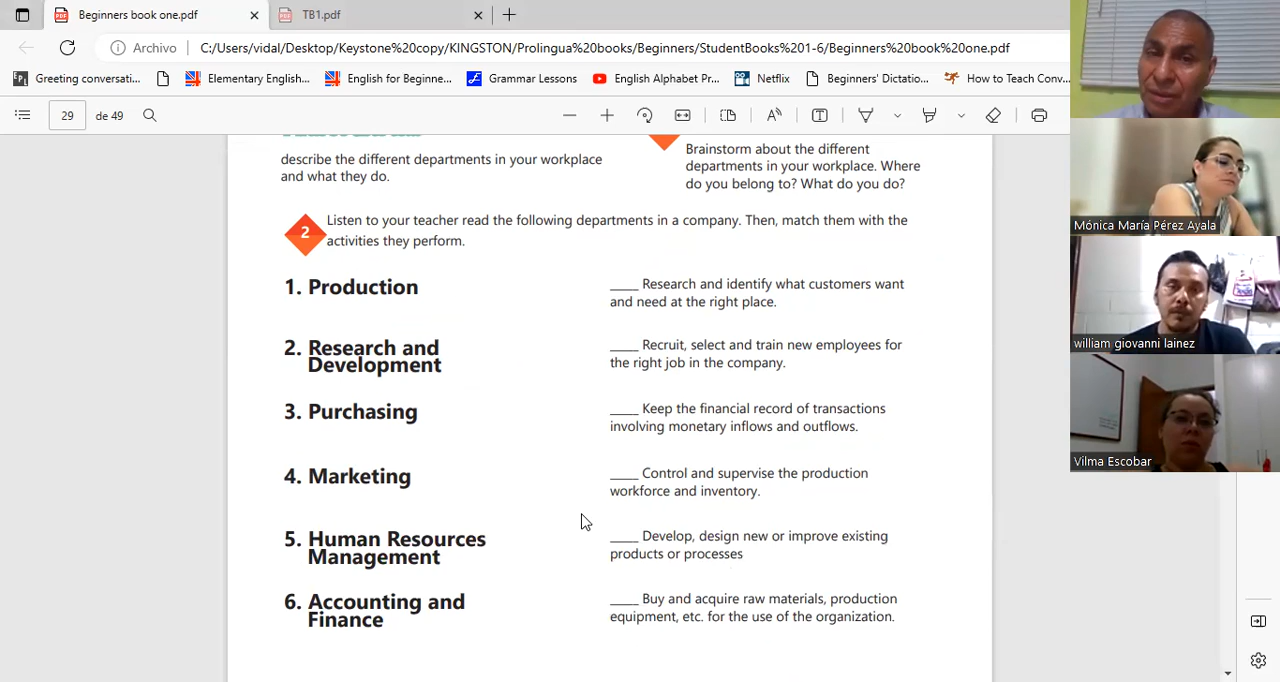 Beginners book one.pdf
TB1.pdf
Archivo
C:/Users/vidal/Desktop/Keystone%20copy/KINGSTON/Prolingua%20books/Beginners/StudentBooks%201-6/Beginners%20book%20one.pdf
Greeting conversati...
Elementary English...
English for Beginne...
Grammar Lessons
English Alphabet Pr...
Netflix
Beginners' Dictatio...
How to Teach Conv...
29
de 49
describe the different departments in your workplace
and what they do.
Brainstorm about the different
departments in your workplace. Where
do you belong to? What do you do?
2
Listen to your teacher read the following departments in a company. Then, match them with the
activities they perform.
1. Production
____ Research and identify what customers want
and need at the right place.
2. Research and
Development
____ Recruit, select and train new employees for
the right job in the company.
3. Purchasing
____ Keep the financial record of transactions
involving monetary inflows and outflows.
4. Marketing
____ Control and supervise the production
workforce and inventory.
5. Human Resources
Management
____ Develop, design new or improve existing
products or processes
6. Accounting and
Finance
____ Buy and acquire raw materials, production
equipment, etc. for the use of the organization.
Mónica María Pérez Ayala
william giovanni lainez
Vilma Escobar